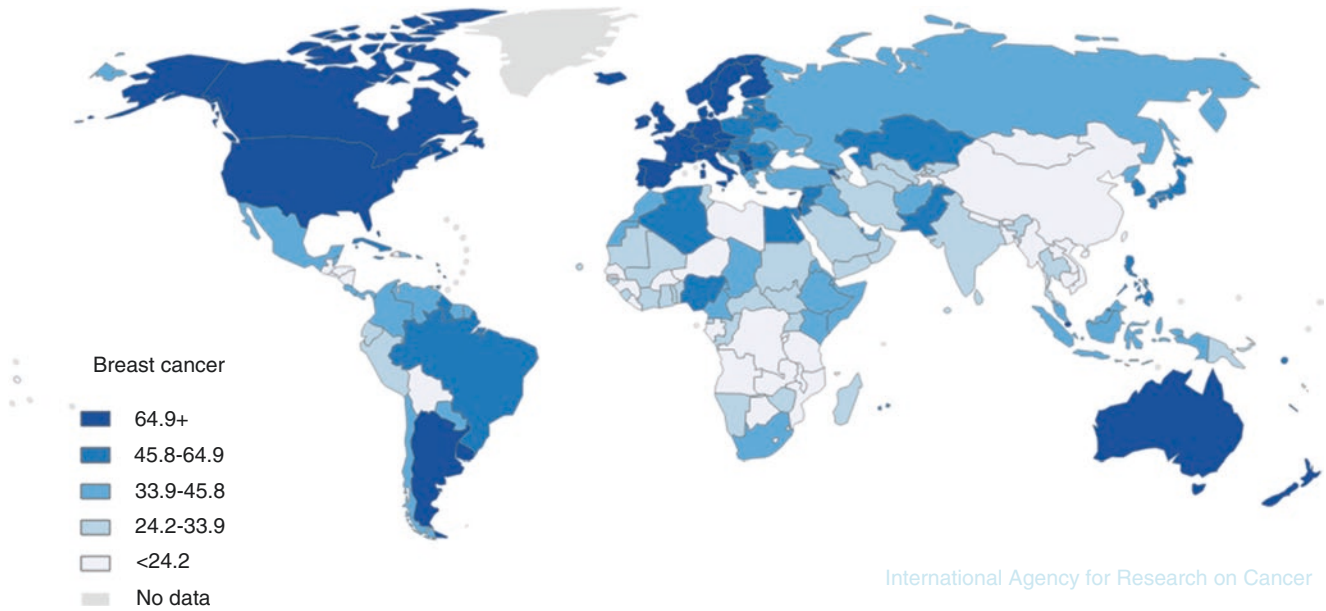 Breast cancer
64.9+
45.8-64.9
33.9-45.8
24.2-33.9
<24.2
No data
International Agency for Research on Cancer